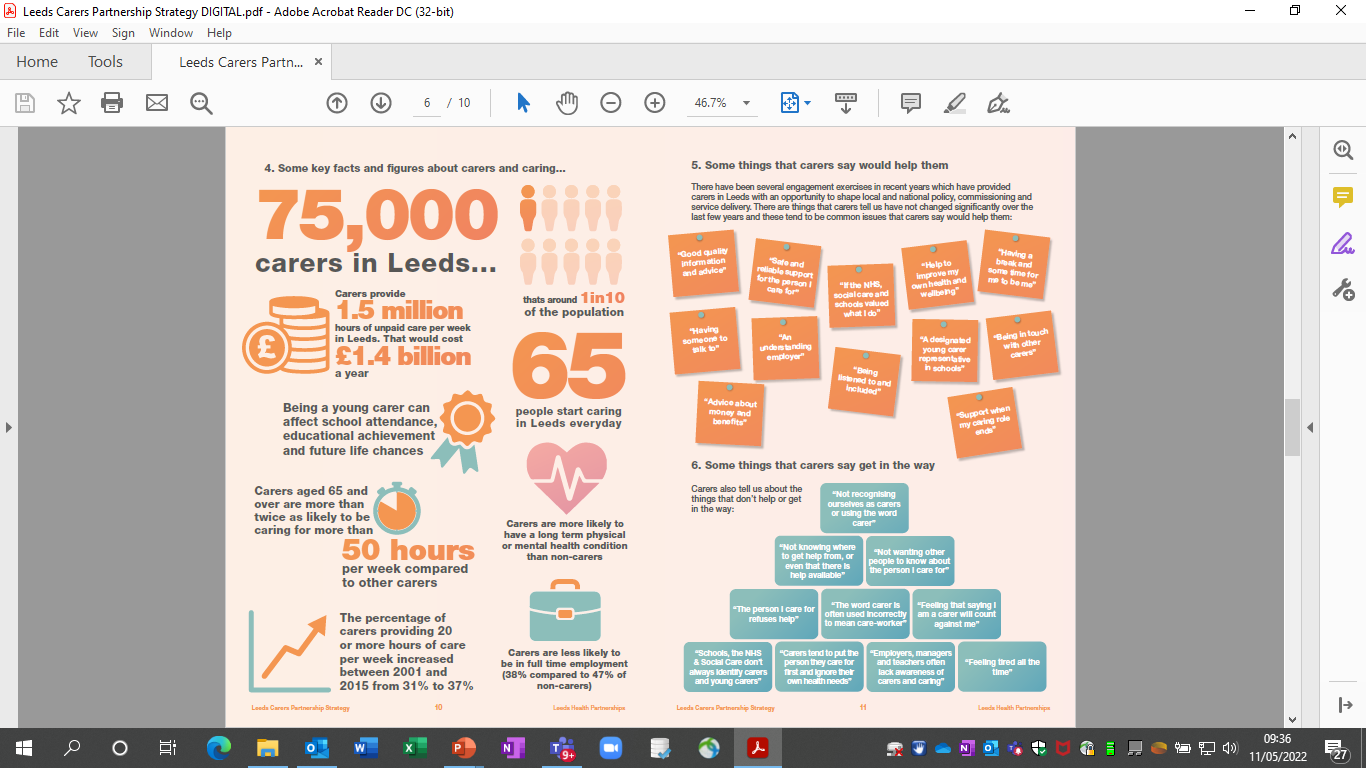 Leeds Carers Partnership Strategy DIGITAL.pdf - Adobe Acrobat Reader DC (32-bit)
File Edit View Sign Window Help
Home Tools Leeds Carers Partn... ×
6 / 10 46.7%
4. Some key facts and figures about carers and caring...
75,000
carers in Leeds...
thats around 1in10
of the population
Carers provide
1.5 million
hours of unpaid care per week
in Leeds. That would cost
£1.4 billion
a year
£
65
people start caring
in Leeds everyday
Being a young carer can
affect school attendance,
educational achievement
and future life chances
Carers aged 65 and
over are more than
twice as likely to be
caring for more than
50 hours
per week compared
to other carers
Carers are more likely to
have a long term physical
or mental health condition
than non-carers
The percentage of
carers providing 20
or more hours of care
per week increased
between 2001 and
2015 from 31% to 37%
Carers are less likely to
be in full time employment
(38% compared to 47% of
non-carers)
Leeds Carers Partnership Strategy 10 Leeds Health Partnerships
5. Some things that carers say would help them
There have been several engagement exercises in recent years which have provided
carers in Leeds with an opportunity to shape local and national policy, commissioning and
service delivery. There are things that carers tell us have not changed significantly over the
last few years and these tend to be common issues that carers say would help them:
“Good quality
information
and advice”
“Safe and
reliable support
for the person I
care for”
“If the NHS,
social care and
schools valued
what I do”
“Help to
improve my
own health and
wellbeing”
“Having a
break and
some time for
me to be me”
“Having
someone to
talk to”
“An
understanding
employer”
“Being
listened to and
included”
“A designated
young carer
representative
in schools”
“Being in touch
with other
carers”
“Advice about
money and
benefits”
“Support when
my caring role
ends”
6. Some things that carers say get in the way
Carers also tell us about the
things that don’t help or get
in the way:
“Not recognising
ourselves as carers
or using the word
carer”
“Not knowing where
to get help from, or
even that there is
help available”
“Not wanting other
people to know about
the person I care for”
“The person I care for
refuses help”
“The word carer is
often used incorrectly
to mean care-worker”
“Feeling that saying I
am a carer will count
against me”
“Schools, the NHS
& Social Care don’t
always identify carers
and young carers”
“Carers tend to put the
person they care for
first and ignore their
own health needs”
“Employers, managers
and teachers often
lack awareness of
carers and caring”
“Feeling tired all the
time”
Leeds Carers Partnership Strategy 11 Leeds Health Partnerships
9+
09:36
11/05/2022
27